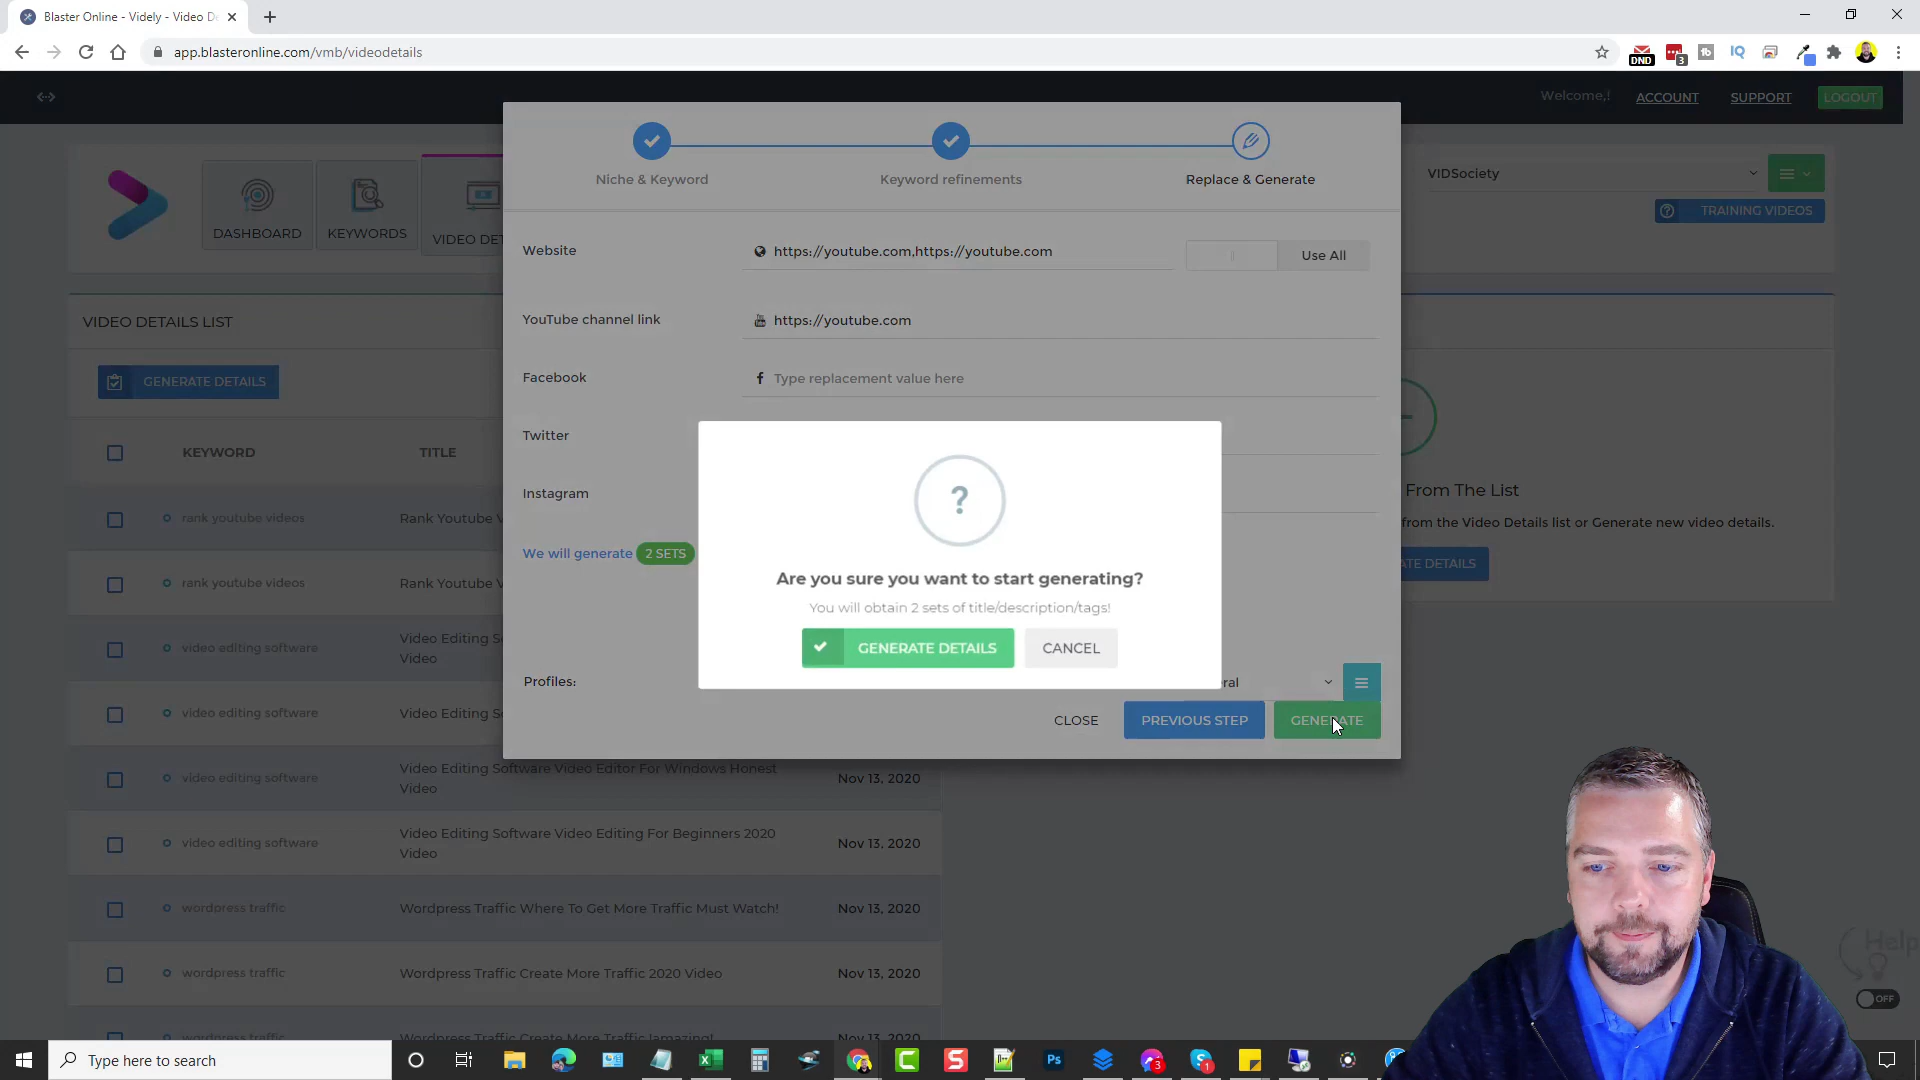 Blaster Online - Videly - Video De
app.blasteronline.com/vmb/videodetails
DND
3
Welcome,!
ACCOUNT
SUPPORT
LOGOUT
Niche & Keyword
Keyword refinements
Replace & Generate
DASHBOARD
KEYWORDS
VIDEO DET
VIDSociety
TRAINING VIDEOS
Website
https://youtube.com,https://youtube.com
Use All
YouTube channel link
https://youtube.com
Facebook
Type replacement value here
Twitter
Instagram
We will generate 2 SETS
Profiles:
ral
CLOSE
PREVIOUS STEP
GENERATE
?
Are you sure you want to start generating?
You will obtain 2 sets of title/description/tags!
GENERATE DETAILS
CANCEL
VIDEO DETAILS LIST
GENERATE DETAILS
KEYWORD
TITLE
rank youtube videos
Rank Youtube V
rank youtube videos
Rank Youtube V
video editing software
Video Editing So
Video
video editing software
Video Editing So
video editing software
Video Editing Software Video Editor For Windows Honest
Video
Nov 13, 2020
video editing software
Video Editing Software Video Editing For Beginners 2020
Video
Nov 13, 2020
wordpress traffic
Wordpress Traffic Where To Get More Traffic Must Watch!
Nov 13, 2020
wordpress traffic
Wordpress Traffic Create More Traffic 2020 Video
Nov 13, 2020
wordpress traffic
Wordpress Traffic Create More Traffic [amazing]
From The List
from the Video Details list or Generate new video details.
ATE DETAILS
Help
OFF
Type here to search
Ps
3
1